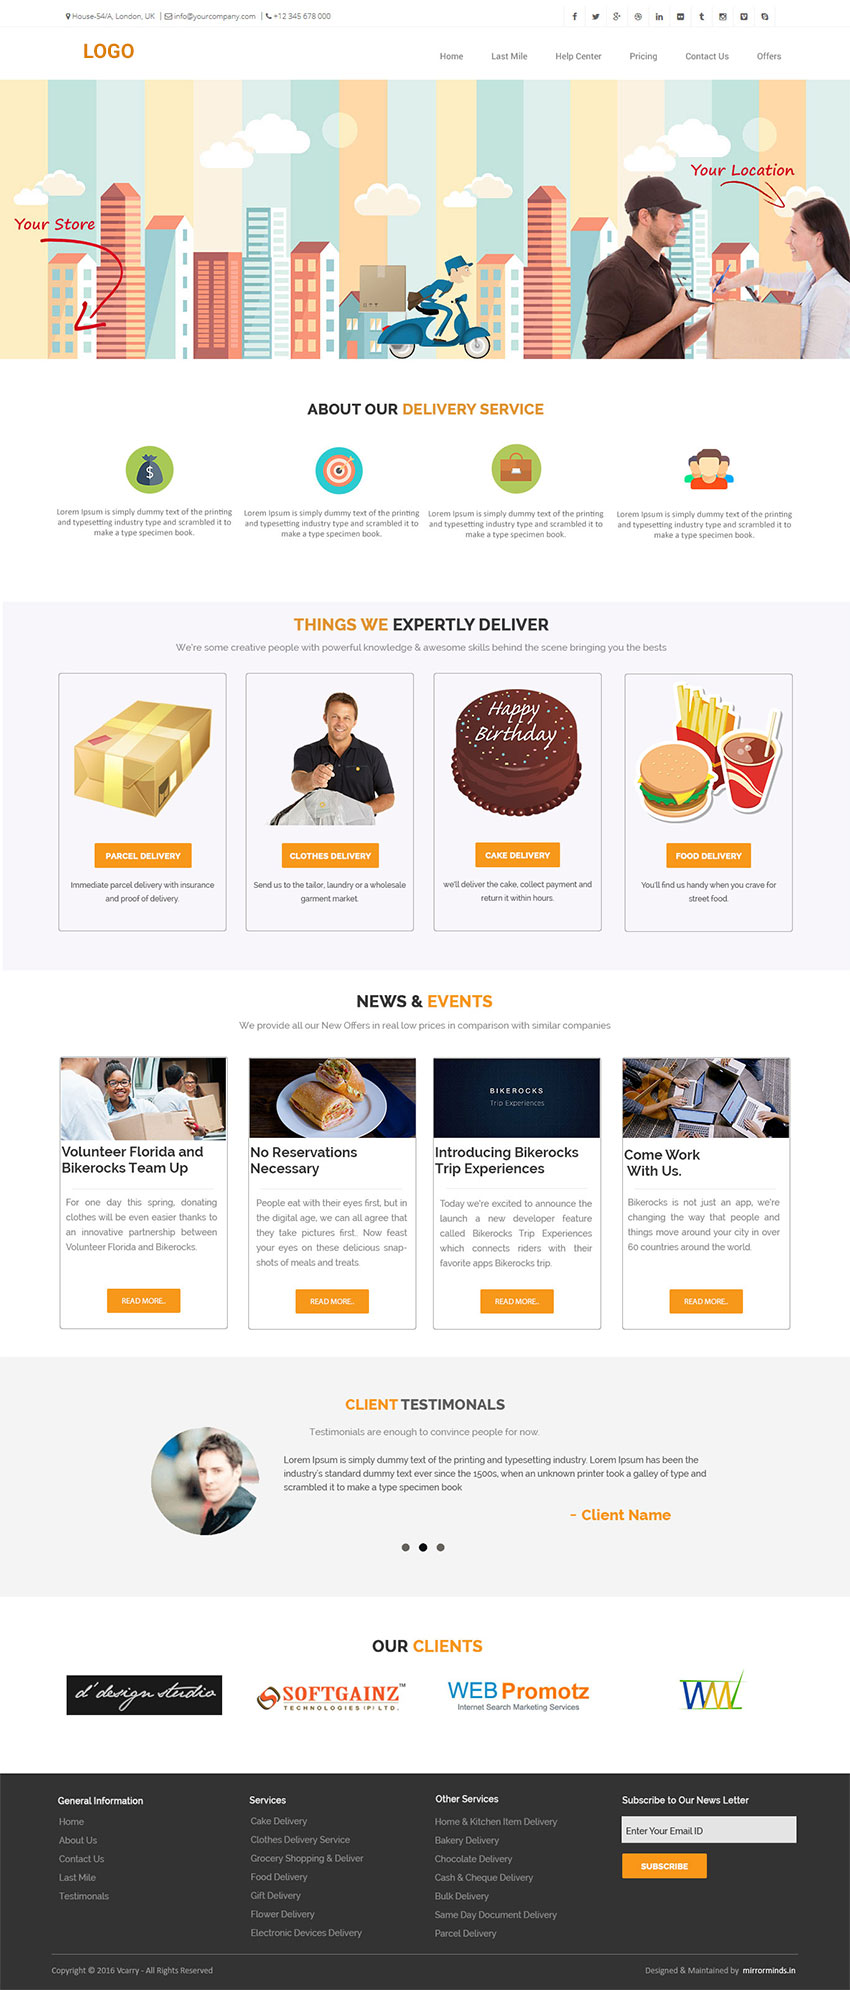 House-54/A, London, UK | info@yourcompany.com | +12 345 678 000
LOGO
Home Last Mile Help Center Pricing Contact Us Offers
Your Store
Your Location
ABOUT OUR DELIVERY SERVICE
$
Lorem Ipsum is simply dummy text of the printing
and typesetting industry type and scrambled it to
make a type specimen book.
Lorem Ipsum is simply dummy text of the printing
and typesetting industry type and scrambled it to
make a type specimen book.
Lorem Ipsum is simply dummy text of the printing
and typesetting industry type and scrambled it to
make a type specimen book.
Lorem Ipsum is simply dummy text of the printing
and typesetting industry type and scrambled it to
make a type specimen book.
THINGS WE EXPERTLY DELIVER
We're some creative people with powerful knowledge & awesome skills behind the scene bringing you the bests
PARCEL DELIVERY
Immediate parcel delivery with insurance
and proof of delivery.
CLOTHES DELIVERY
Send us to the tailor, laundry or a wholesale
garment market.
Happy
Birthday
CAKE DELIVERY
we'll deliver the cake, collect payment and
return it within hours.
FOOD DELIVERY
You'll find us handy when you crave for
street food.
NEWS & EVENTS
We provide all our New Offers in real low prices in comparison with similar companies
Volunteer Florida and
Bikerocks Team Up
For one day this spring, donating
clothes will be even easier thanks to
an innovative partnership between
Volunteer Florida and Bikerocks.
READ MORE..
No Reservations
Necessary
People eat with their eyes first, but in
the digital age, we can all agree that
they take pictures first. Now feast
your eyes on these delicious snap-
shots of meals and treats.
READ MORE..
BIKEROCKS
Trip Experiences
Introducing Bikerocks
Trip Experiences
Today we're excited to announce the
launch a new developer feature
called Bikerocks Trip Experiences
which connects riders with their
favorite apps Bikerocks trip.
READ MORE..
Come Work
With Us.
Bikerocks is not just an app, we're
changing the way that people and
things move around your city in over
60 countries around the world.
READ MORE..
CLIENT TESTIMONALS
Testimonials are enough to convince people for now.
Lorem Ipsum is simply dummy text of the printing and typesetting industry. Lorem Ipsum has been the
industry's standard dummy text ever since the 1500s, when an unknown printer took a galley of type and
scrambled it to make a type specimen book
- Client Name
OUR CLIENTS
d'design studio
SOFTGAINZ™
TECHNOLOGIES (P) LTD.
WEB Promotz
Internet Search Marketing Services
General Information
Home
About Us
Contact Us
Last Mile
Testimonals
Services
Cake Delivery
Clothes Delivery Service
Grocery Shopping & Deliver
Food Delivery
Gift Delivery
Flower Delivery
Electronic Devices Delivery
Other Services
Home & Kitchen Item Delivery
Bakery Delivery
Chocolate Delivery
Cash & Cheque Delivery
Bulk Delivery
Same Day Document Delivery
Parcel Delivery
Subscribe to Our News Letter
Enter Your Email ID
SUBSCRIBE
Copyright © 2016 Vcarry - All Rights Reserved
Designed & Maintained by mirrorminds.in